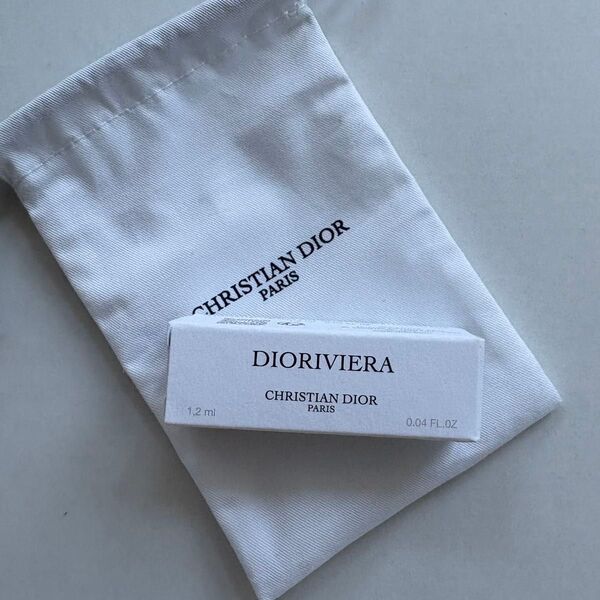 CHRISTIAN DIOR
PARIS
DIORIVIERA
CHRISTIAN DIOR
PARIS
1,2 ml
0.04 FL.OZ